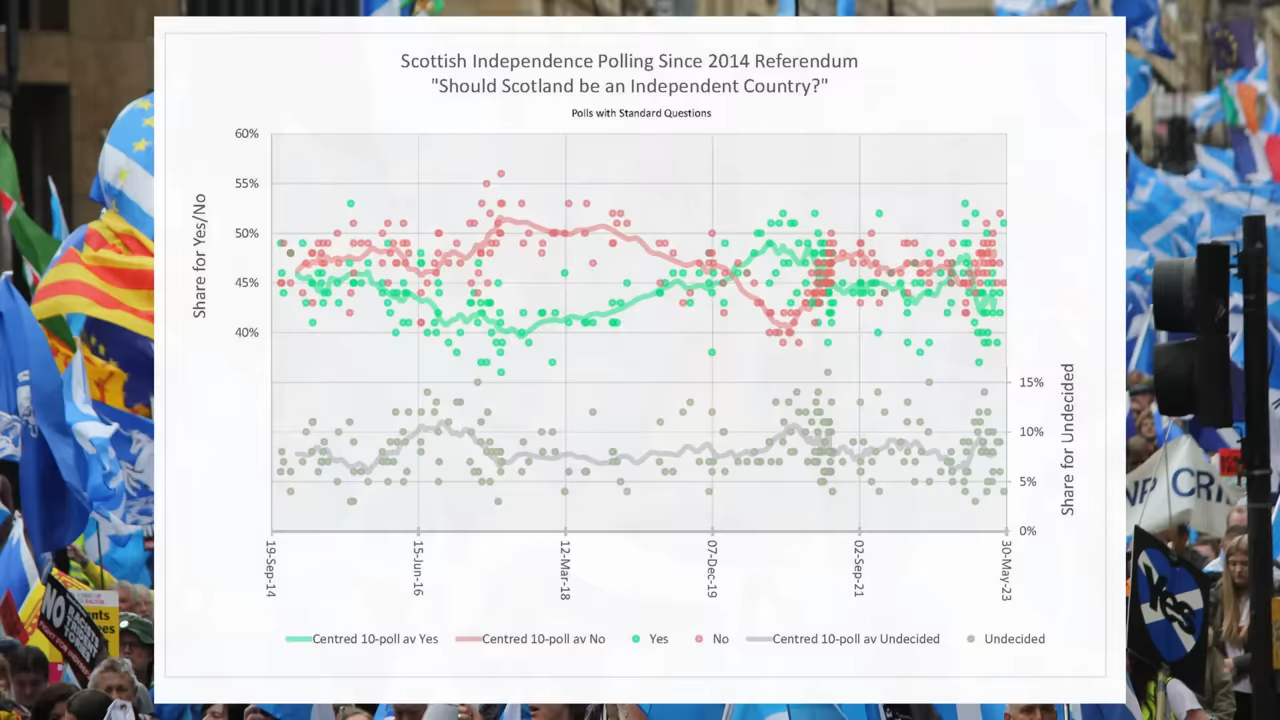 Scottish Independence Polling Since 2014 Referendum
"Should Scotland be an Independent Country?"
Polls with Standard Questions
60%
55%
50%
45%
40%
Share for Yes/No
15%
10%
5%
0%
Share for Undecided
19-Sep-14
15-Jun-16
12-Mar-18
07-Dec-19
02-Sep-21
30-May-23
Centred 10-poll av Yes
Centred 10-poll av No
Yes
No
Centred 10-poll av Undecided
Undecided
NO
YES